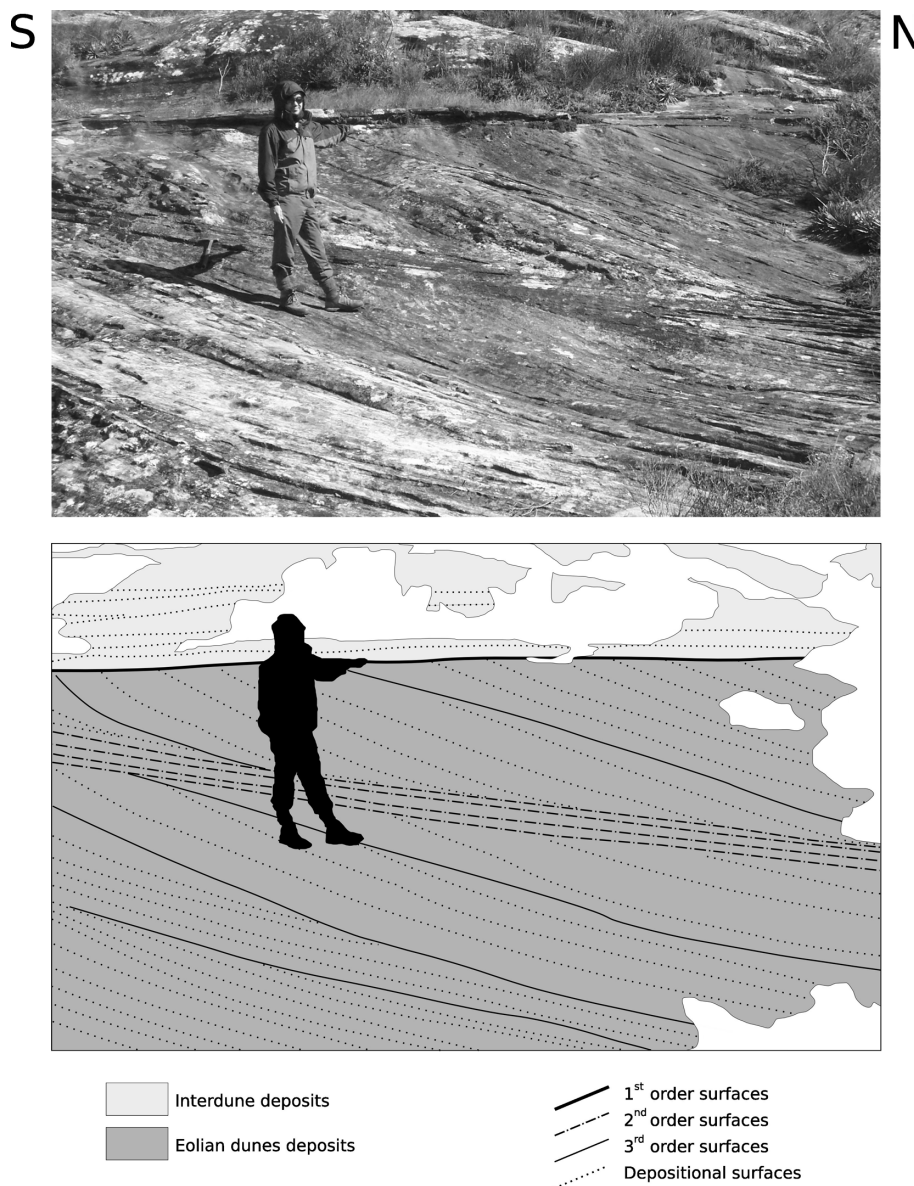 S N
Interdune deposits
Eolian dunes deposits
1st order surfaces
2nd order surfaces
3rd order surfaces
Depositional surfaces